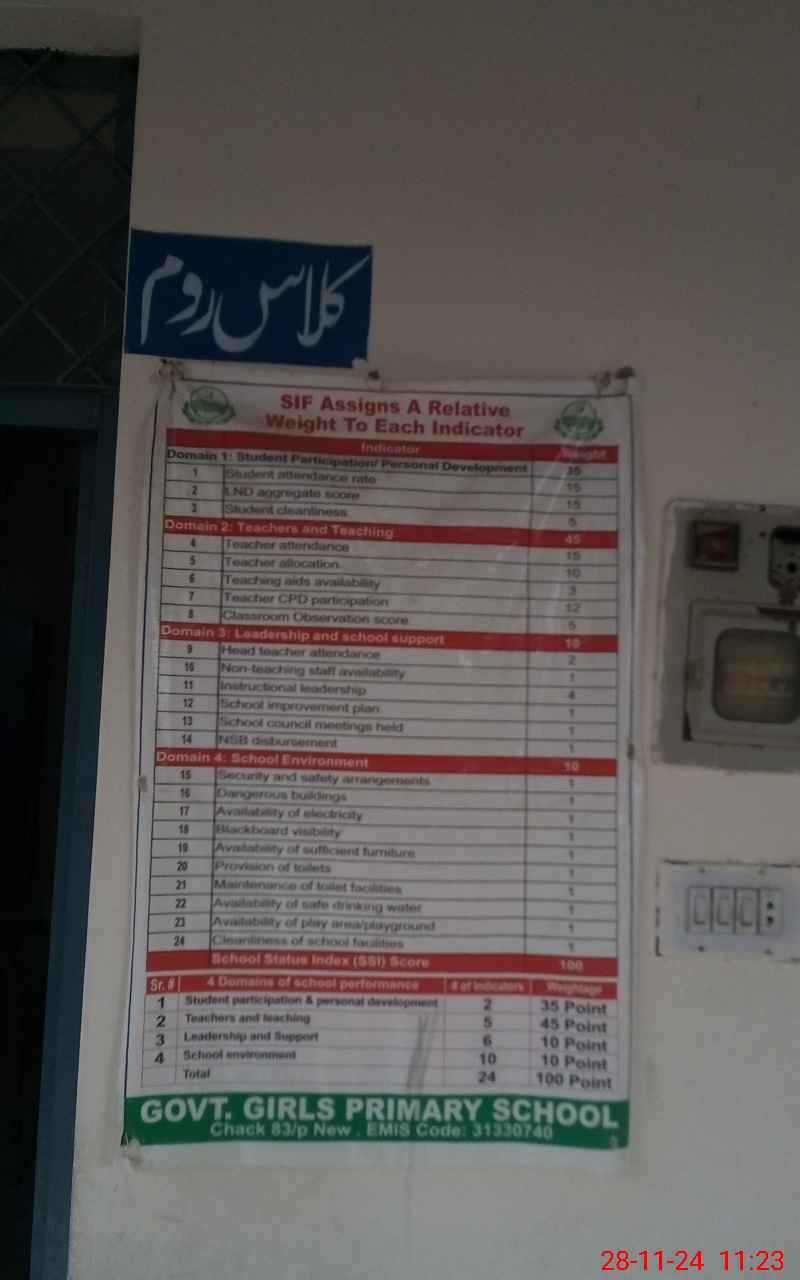 کلاس روم
SIF Assigns A Relative
Weight To Each Indicator
Indicator Weight
Domain 1: Student Participation/ Personal Development 35
1 Student attendance rate 15
2 LND aggregate score 15
3 Student cleanliness 5
Domain 2: Teachers and Teaching 45
4 Teacher attendance 15
5 Teacher allocation 10
6 Teaching aids availability 3
7 Teacher CPD participation 12
8 Classroom Observation score 5
Domain 3: Leadership and school support 10
9 Head teacher attendance 2
10 Non-teaching staff availability 1
11 Instructional leadership 4
12 School improvement plan 1
13 School council meetings held 1
14 NSB disbursement 1
Domain 4: School Environment 10
15 Security and safety arrangements 1
16 Dangerous buildings 1
17 Availability of electricity 1
18 Blackboard visibility 1
19 Availability of sufficient furniture 1
20 Provision of toilets 1
21 Maintenance of toilet facilities 1
22 Availability of safe drinking water 1
23 Availability of play area/playground 1
24 Cleanliness of school facilities 1
School Status Index (SSI) Score 100
Sr. # 4 Domains of school performance # of Indicators Weightage
1 Student participation & personal development 2 35 Point
2 Teachers and teaching 5 45 Point
3 Leadership and Support 6 10 Point
4 School environment 10 10 Point
Total 24 100 Point
GOVT. GIRLS PRIMARY SCHOOL
Chack 83/p New . EMIS Code: 31330740
28-11-24 11:23